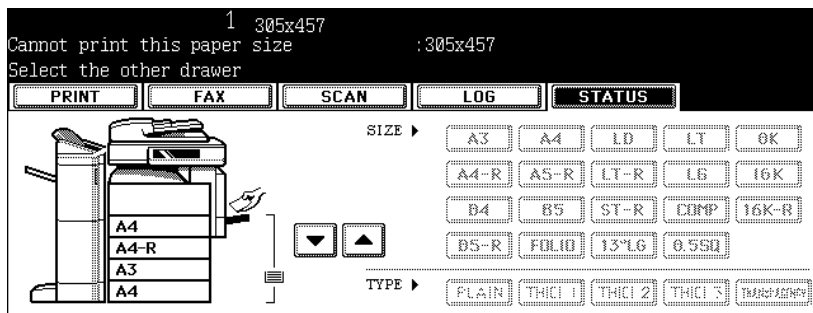 1 305x457
Cannot print this paper size :305x457
Select the other drawer
PRINT FAX SCAN LOG STATUS
SIZE A3 A4 LD LT 8K
A4-R A5-R LT-R LG 16K
B4 B5 ST-R COMP 16K-R
A4
A4-R B5-R FOLIO 13"LG 8.5SQ
A3
A4 TYPE PLAIN THICK 1 THICK 2 THICK 3